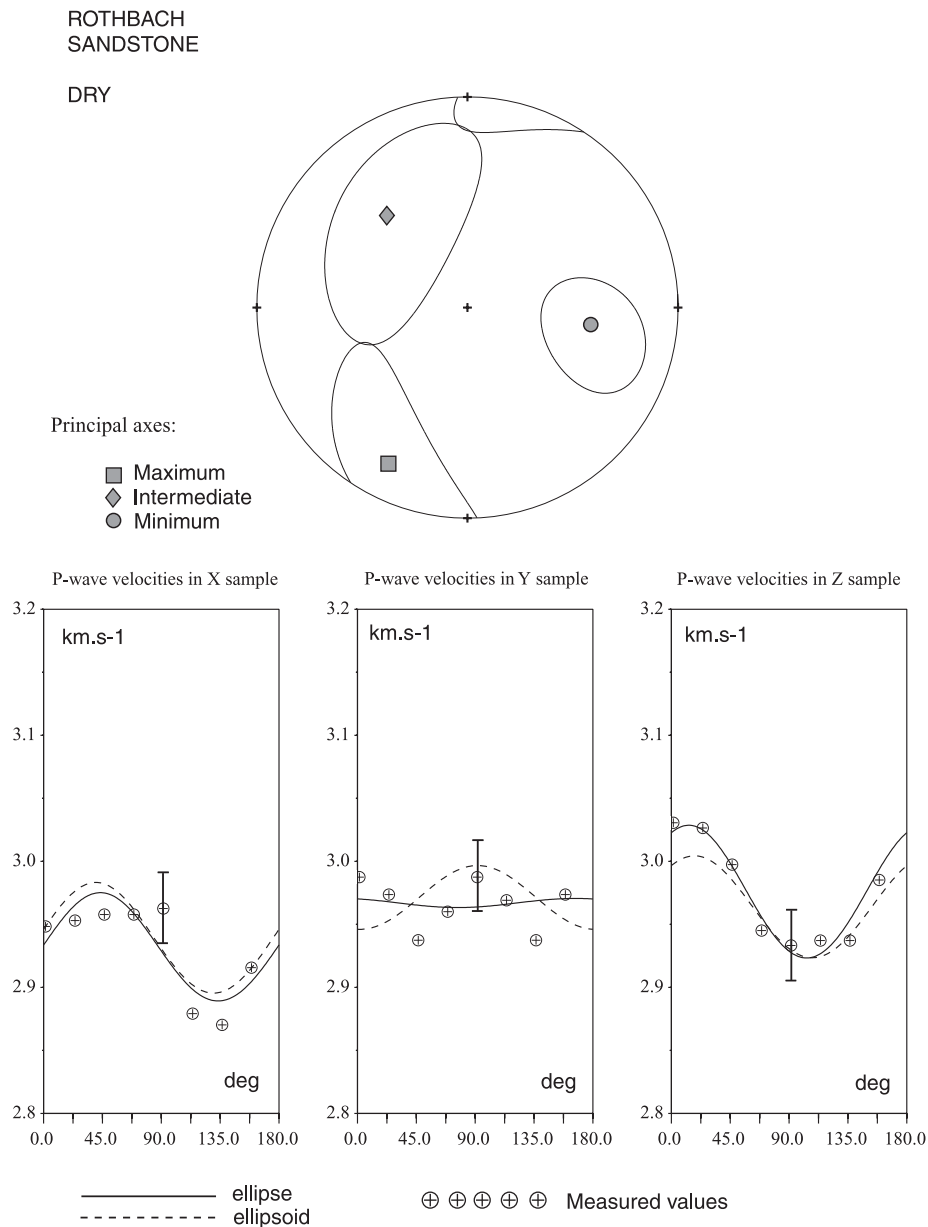 ROTHBACH
SANDSTONE
DRY
Principal axes:
Maximum
Intermediate
Minimum
P-wave velocities in X sample
P-wave velocities in Y sample
P-wave velocities in Z sample
3.2
3.2
3.2
km.s-1
km.s-1
km.s-1
3.1
3.1
3.1
3.0
3.0
3.0
2.9
2.9
2.9
deg
deg
deg
2.8
2.8
2.8
0.0 45.0 90.0 135.0 180.0
0.0 45.0 90.0 135.0 180.0
0.0 45.0 90.0 135.0 180.0
ellipse
ellipsoid
Measured values